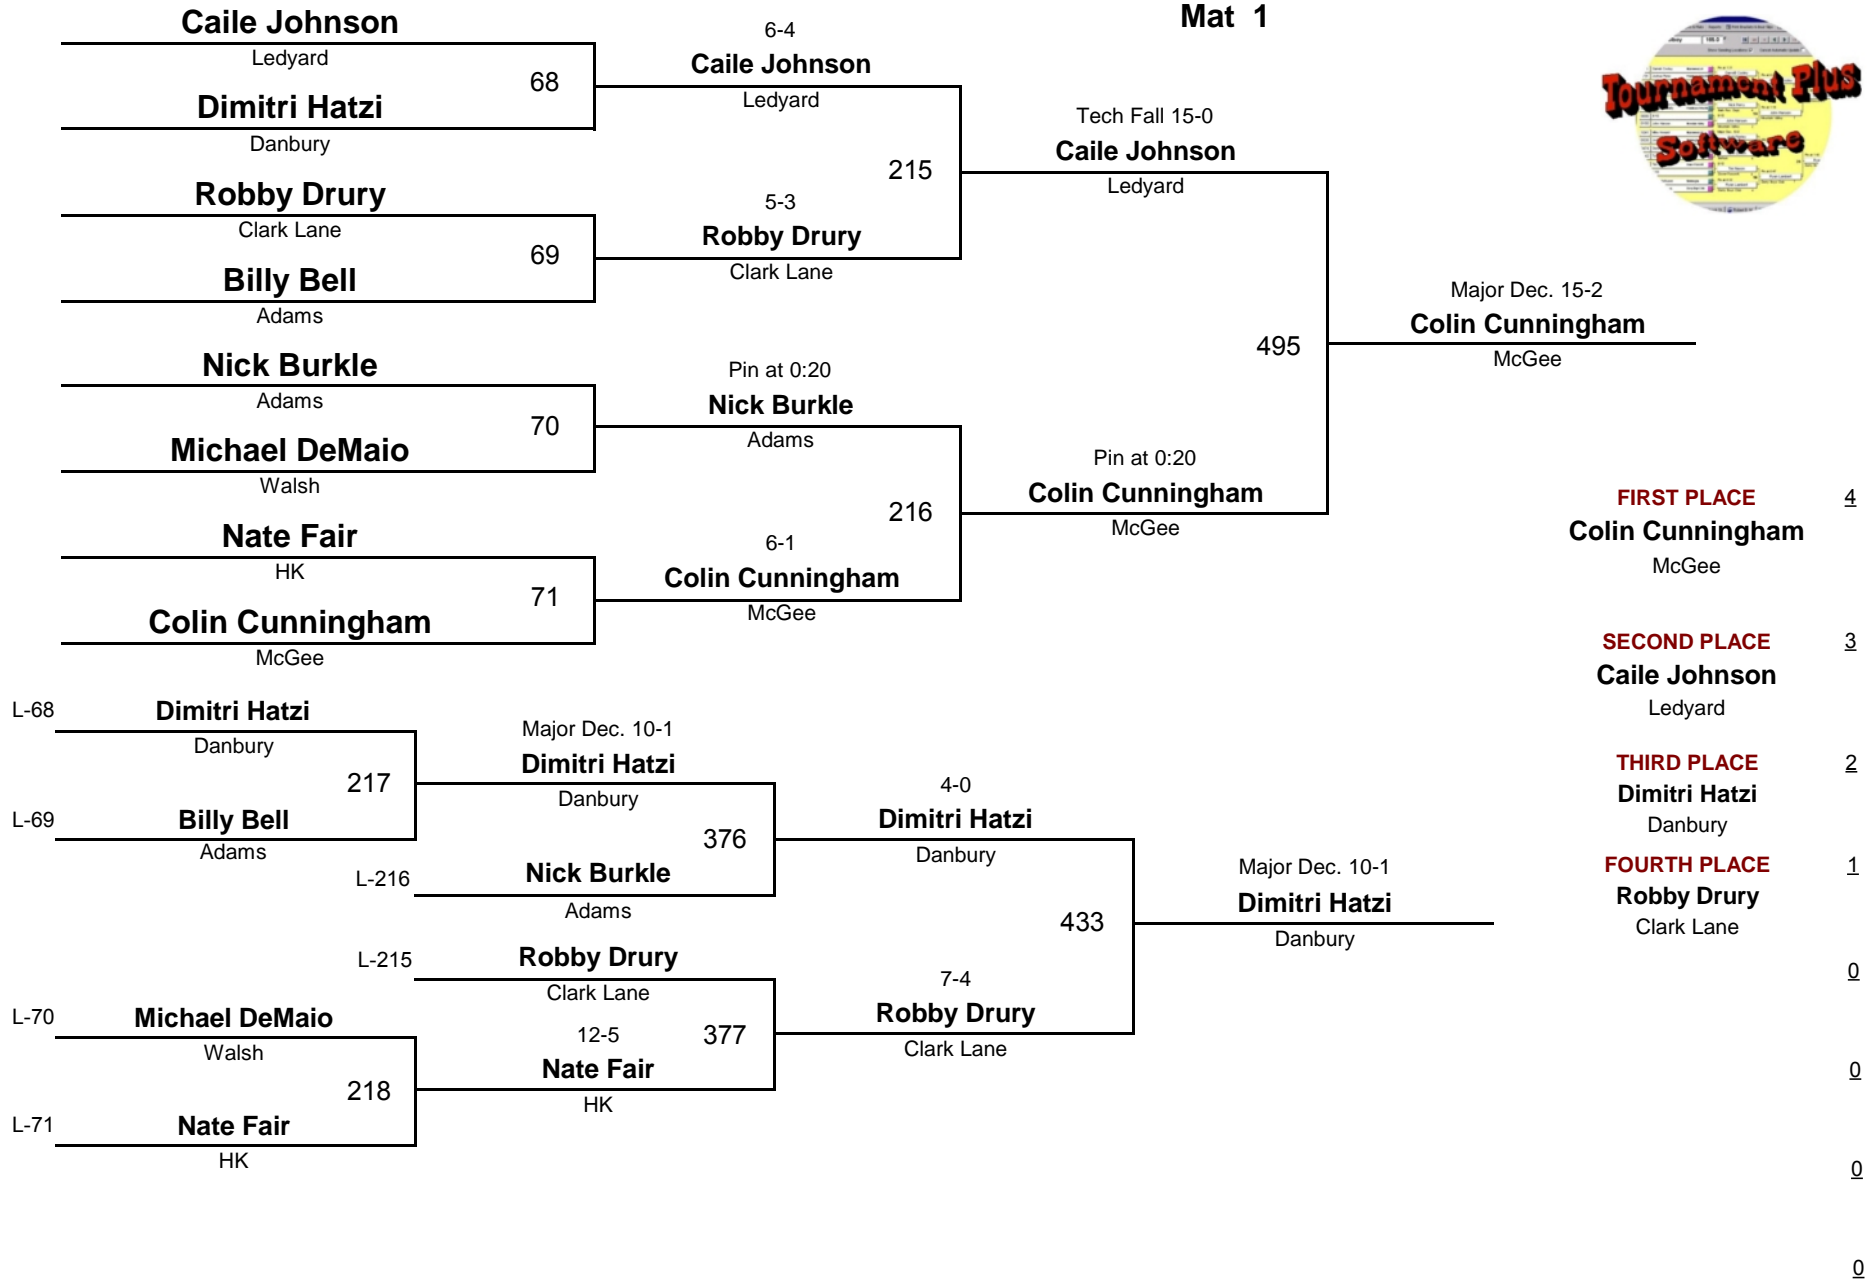 Mat 1
Tournament Plus
Software
Caile Johnson
Ledyard
68
Dimitri Hatzi
Danbury
Robby Drury
Clark Lane
69
Billy Bell
Adams
Nick Burkle
Adams
70
Michael DeMaio
Walsh
Nate Fair
HK
71
Colin Cunningham
McGee
6-4
Caile Johnson
Ledyard
215
5-3
Robby Drury
Clark Lane
Pin at 0:20
Nick Burkle
Adams
216
6-1
Colin Cunningham
McGee
Tech Fall 15-0
Caile Johnson
Ledyard
495
Pin at 0:20
Colin Cunningham
McGee
Major Dec. 15-2
Colin Cunningham
McGee
L-68
Dimitri Hatzi
Danbury
217
L-69
Billy Bell
Adams
Major Dec. 10-1
Dimitri Hatzi
Danbury
376
L-216
Nick Burkle
Adams
L-215
Robby Drury
Clark Lane
377
L-70
Michael DeMaio
Walsh
218
L-71
Nate Fair
HK
12-5
Nate Fair
HK
4-0
Dimitri Hatzi
Danbury
433
7-4
Robby Drury
Clark Lane
Major Dec. 10-1
Dimitri Hatzi
Danbury
FIRST PLACE 4
Colin Cunningham
McGee
SECOND PLACE 3
Caile Johnson
Ledyard
THIRD PLACE 2
Dimitri Hatzi
Danbury
FOURTH PLACE 1
Robby Drury
Clark Lane
0
0
0
0